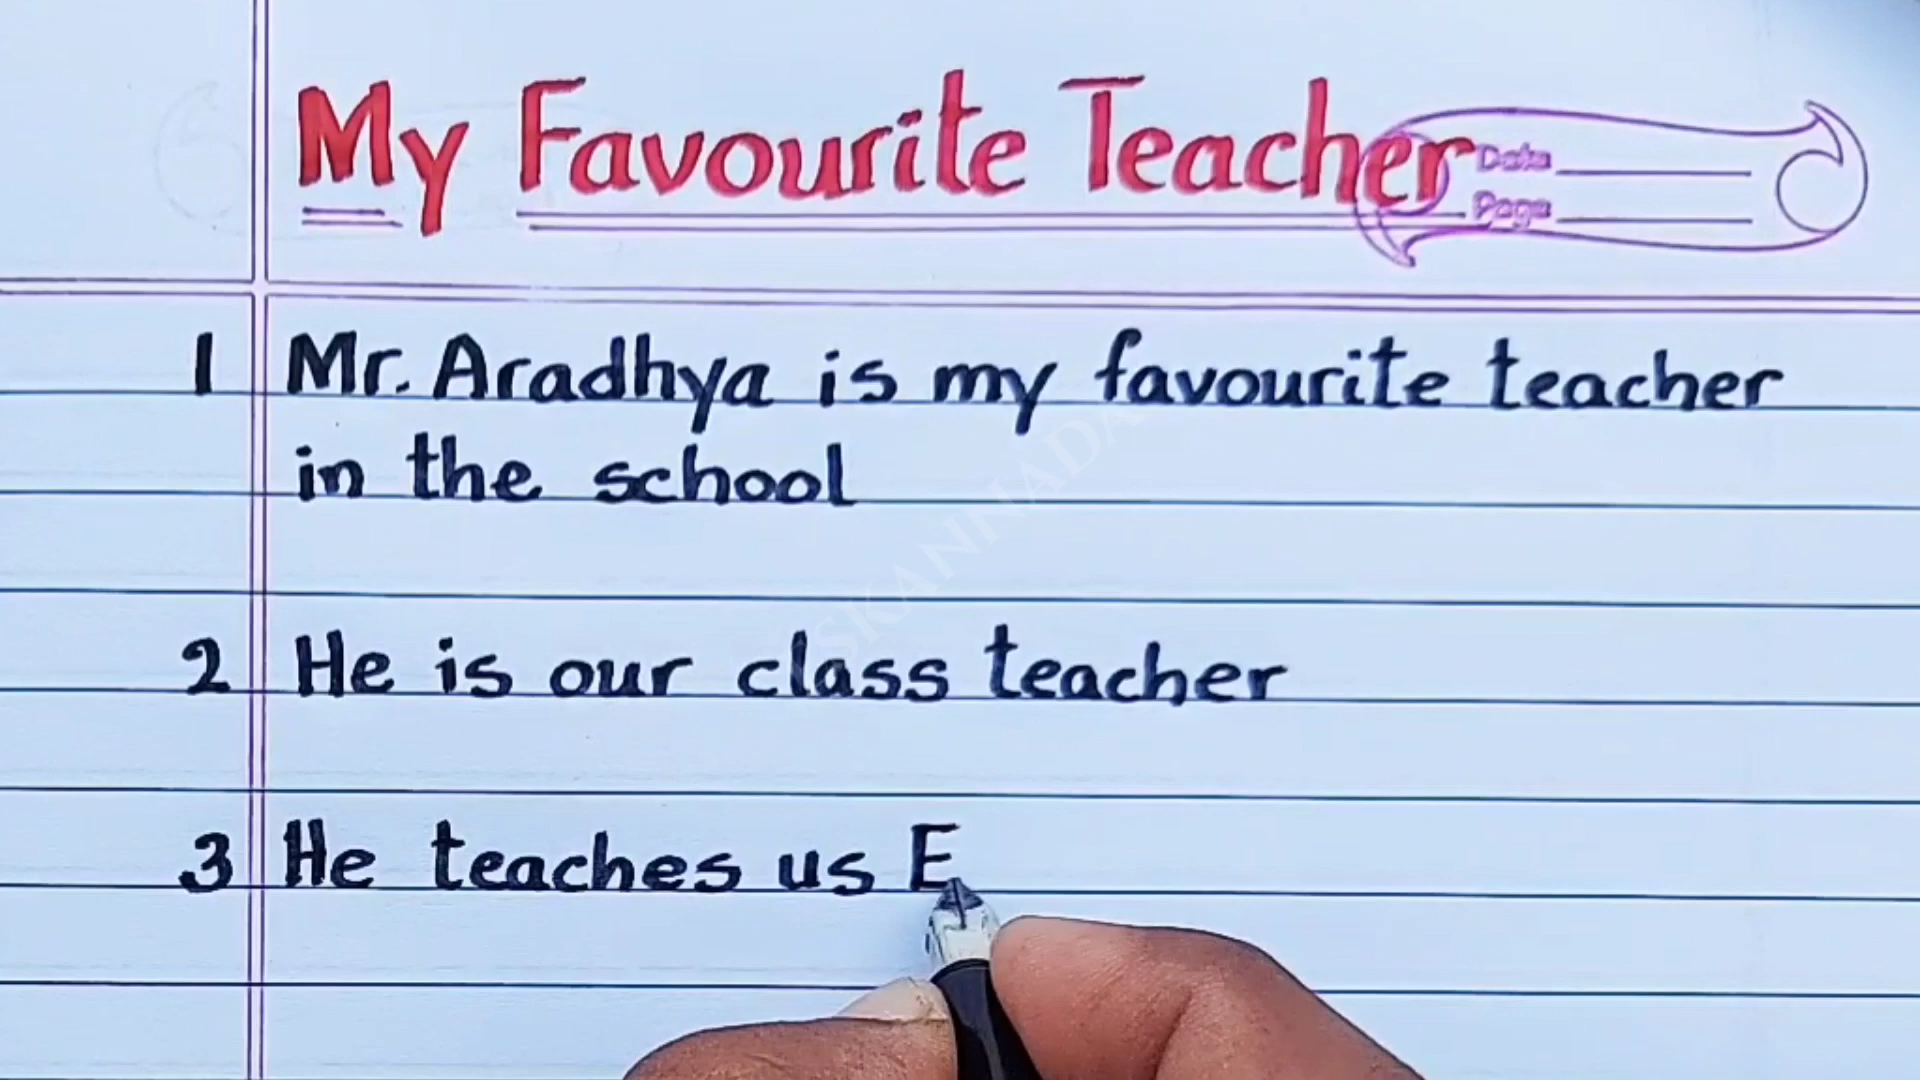 My Favourite Teacher
Date
Page
1 Mr. Aradhya is my favourite teacher
in the school
2 He is our class teacher
3 He teaches us E